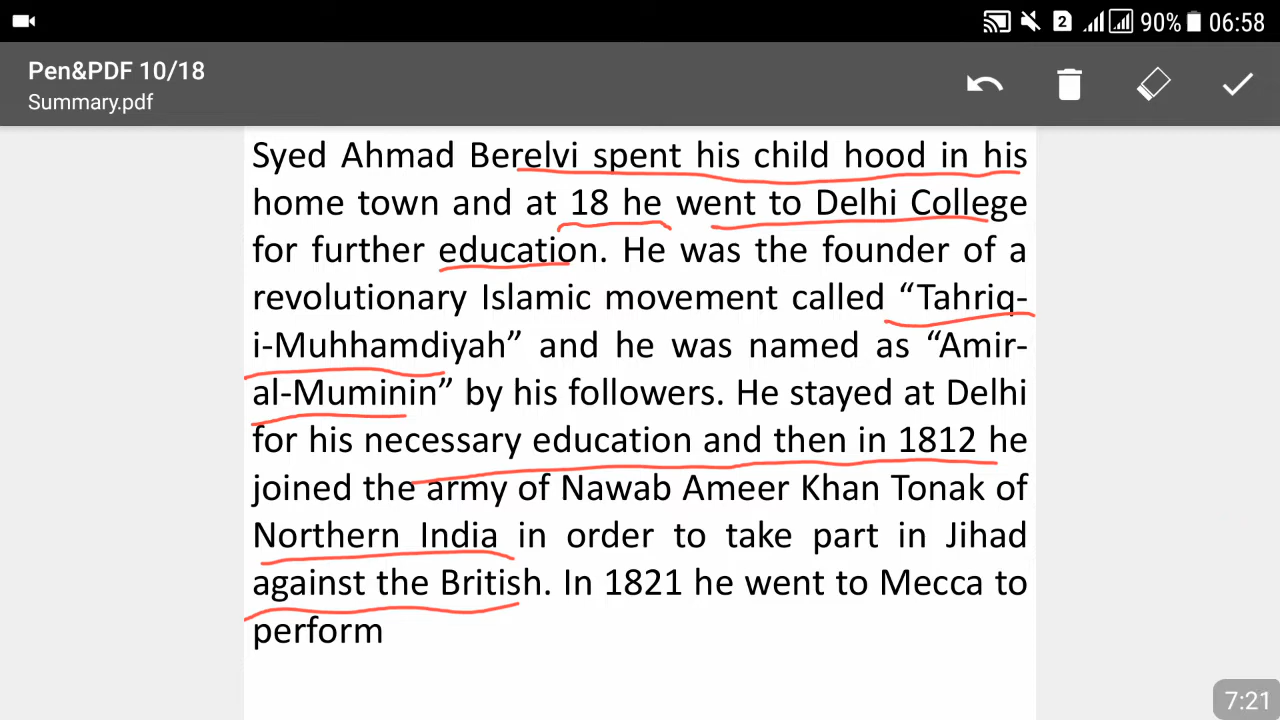 2 90% 06:58
Pen&PDF 10/18
Summary.pdf
Syed Ahmad Berelvi spent his child hood in his
home town and at 18 he went to Delhi College
for further education. He was the founder of a
revolutionary Islamic movement called “Tahriq-
i-Muhhamdiyah” and he was named as “Amir-
al-Muminin” by his followers. He stayed at Delhi
for his necessary education and then in 1812 he
joined the army of Nawab Ameer Khan Tonak of
Northern India in order to take part in Jihad
against the British. In 1821 he went to Mecca to
perform
7:21